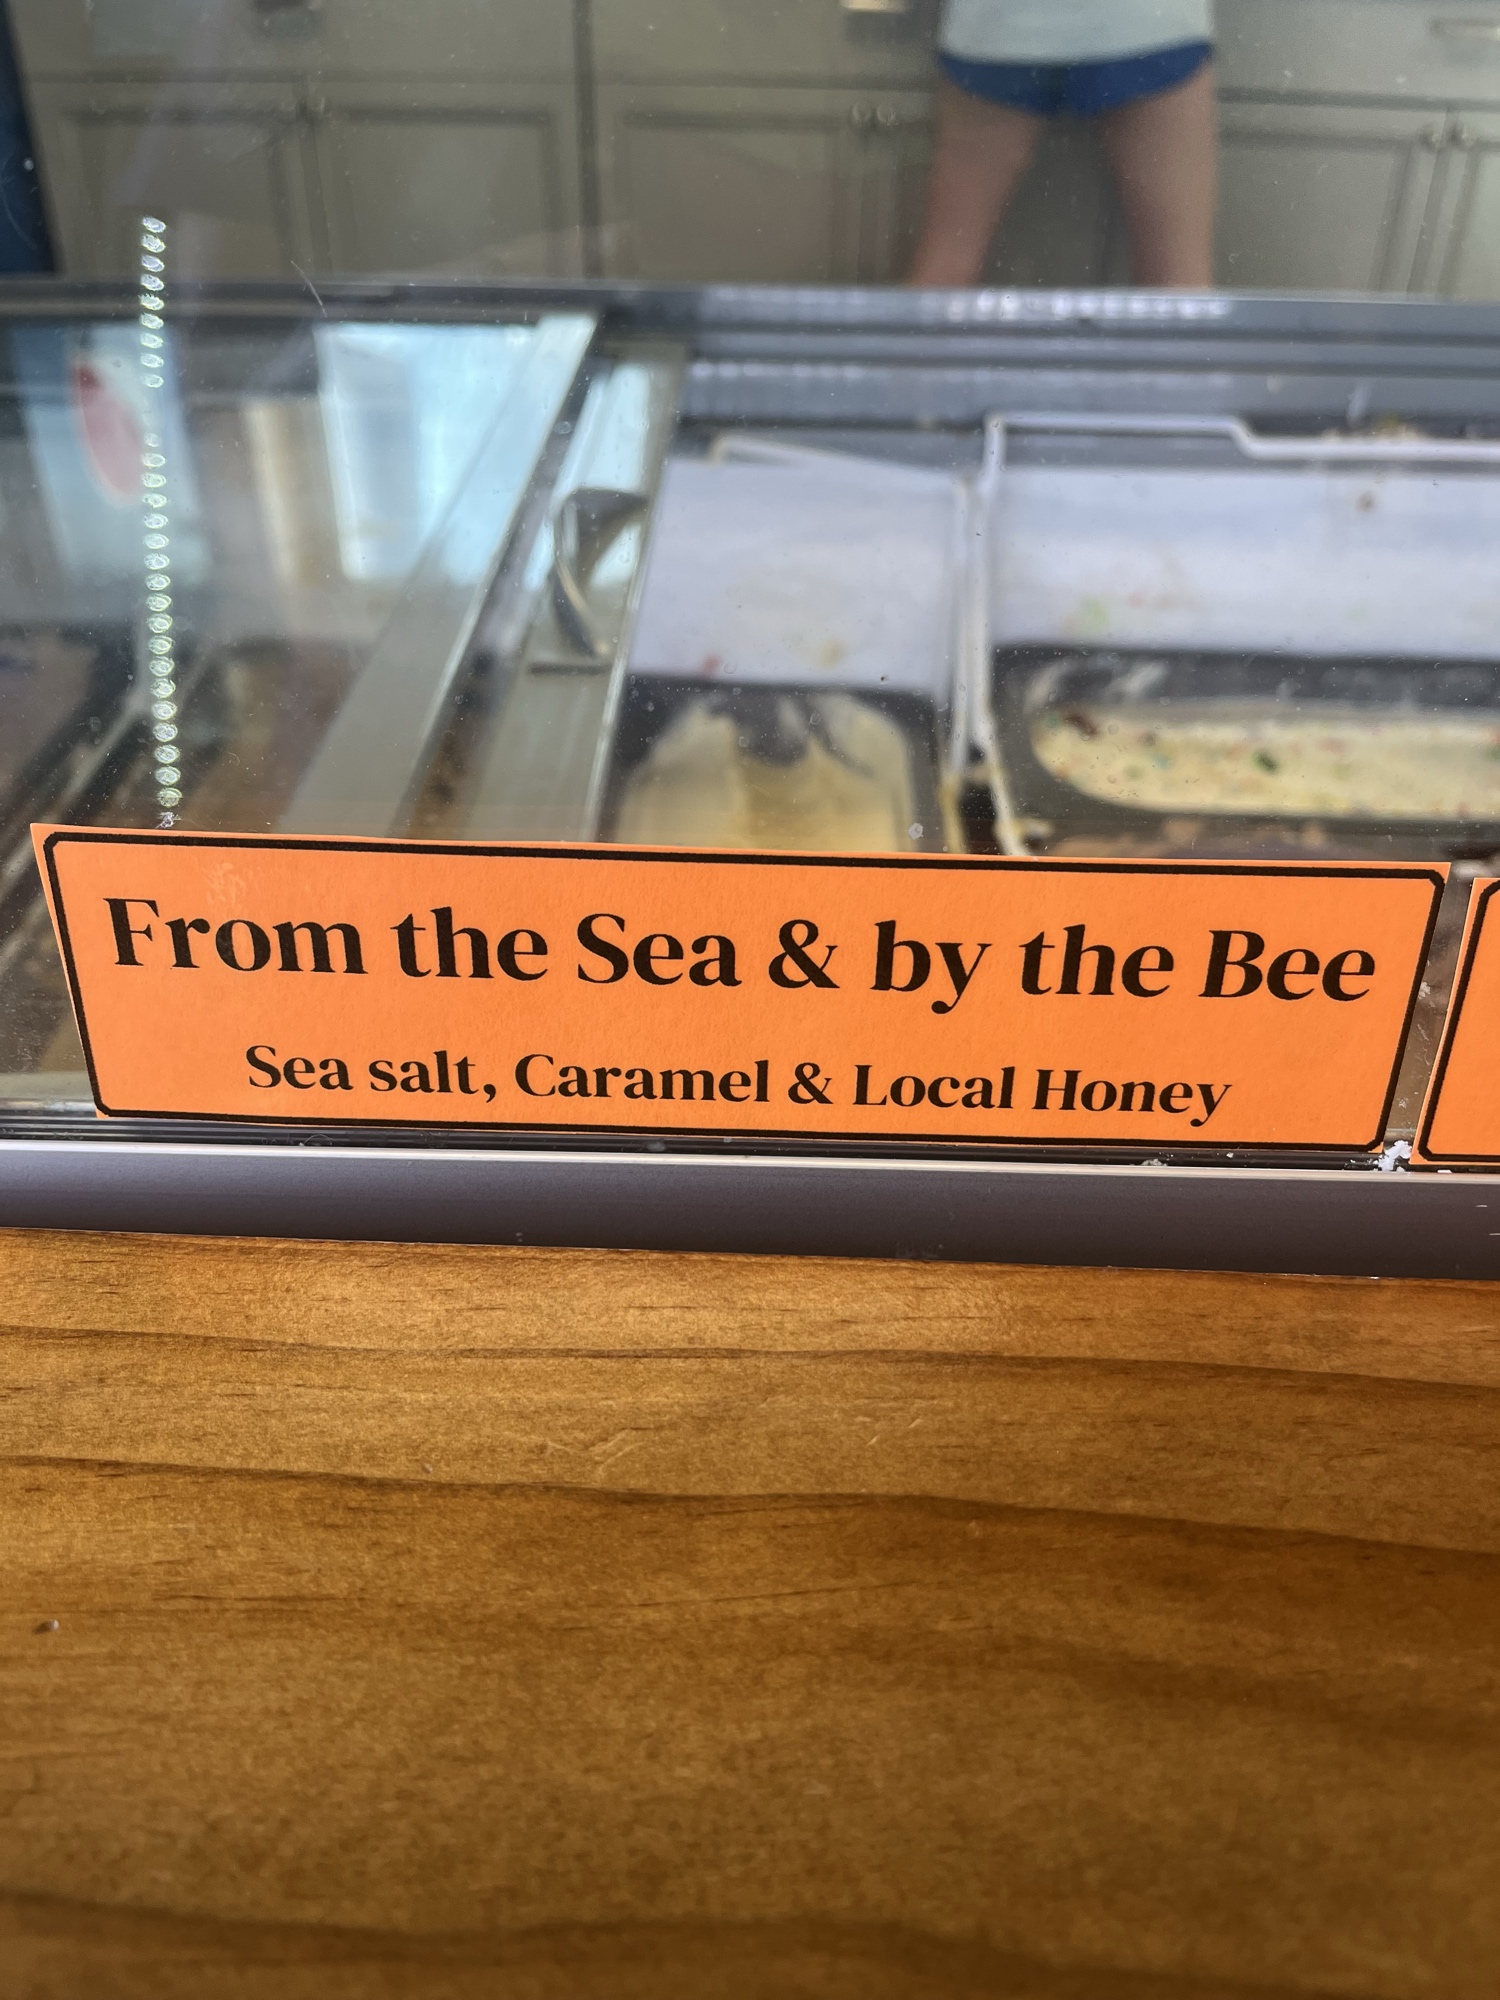 From the Sea & by the Bee
Sea salt, Caramel & Local Honey